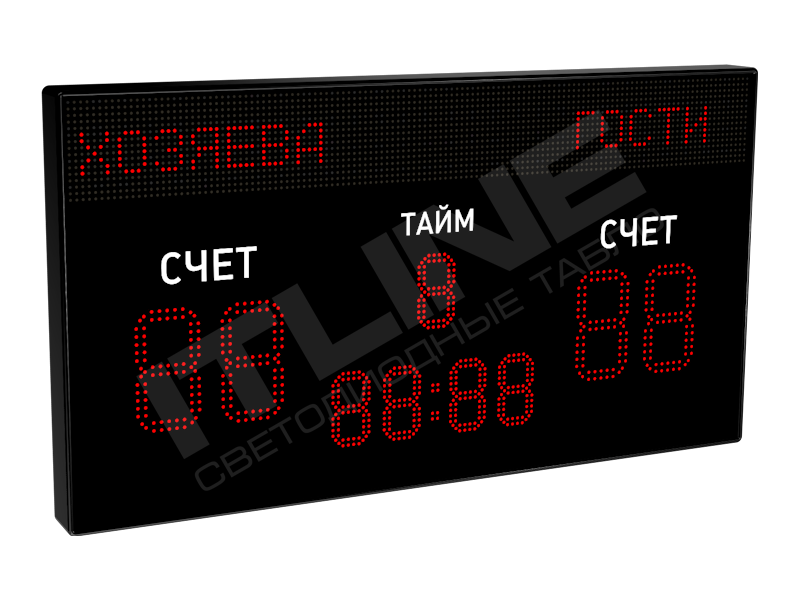 ХОЗЯЕВА ГОСТИ
ТАЙМ
СЧЕТ СЧЕТ
8
88 88
88:88
ITLINE
СВЕТОДИОДНЫЕ ТАБЛО